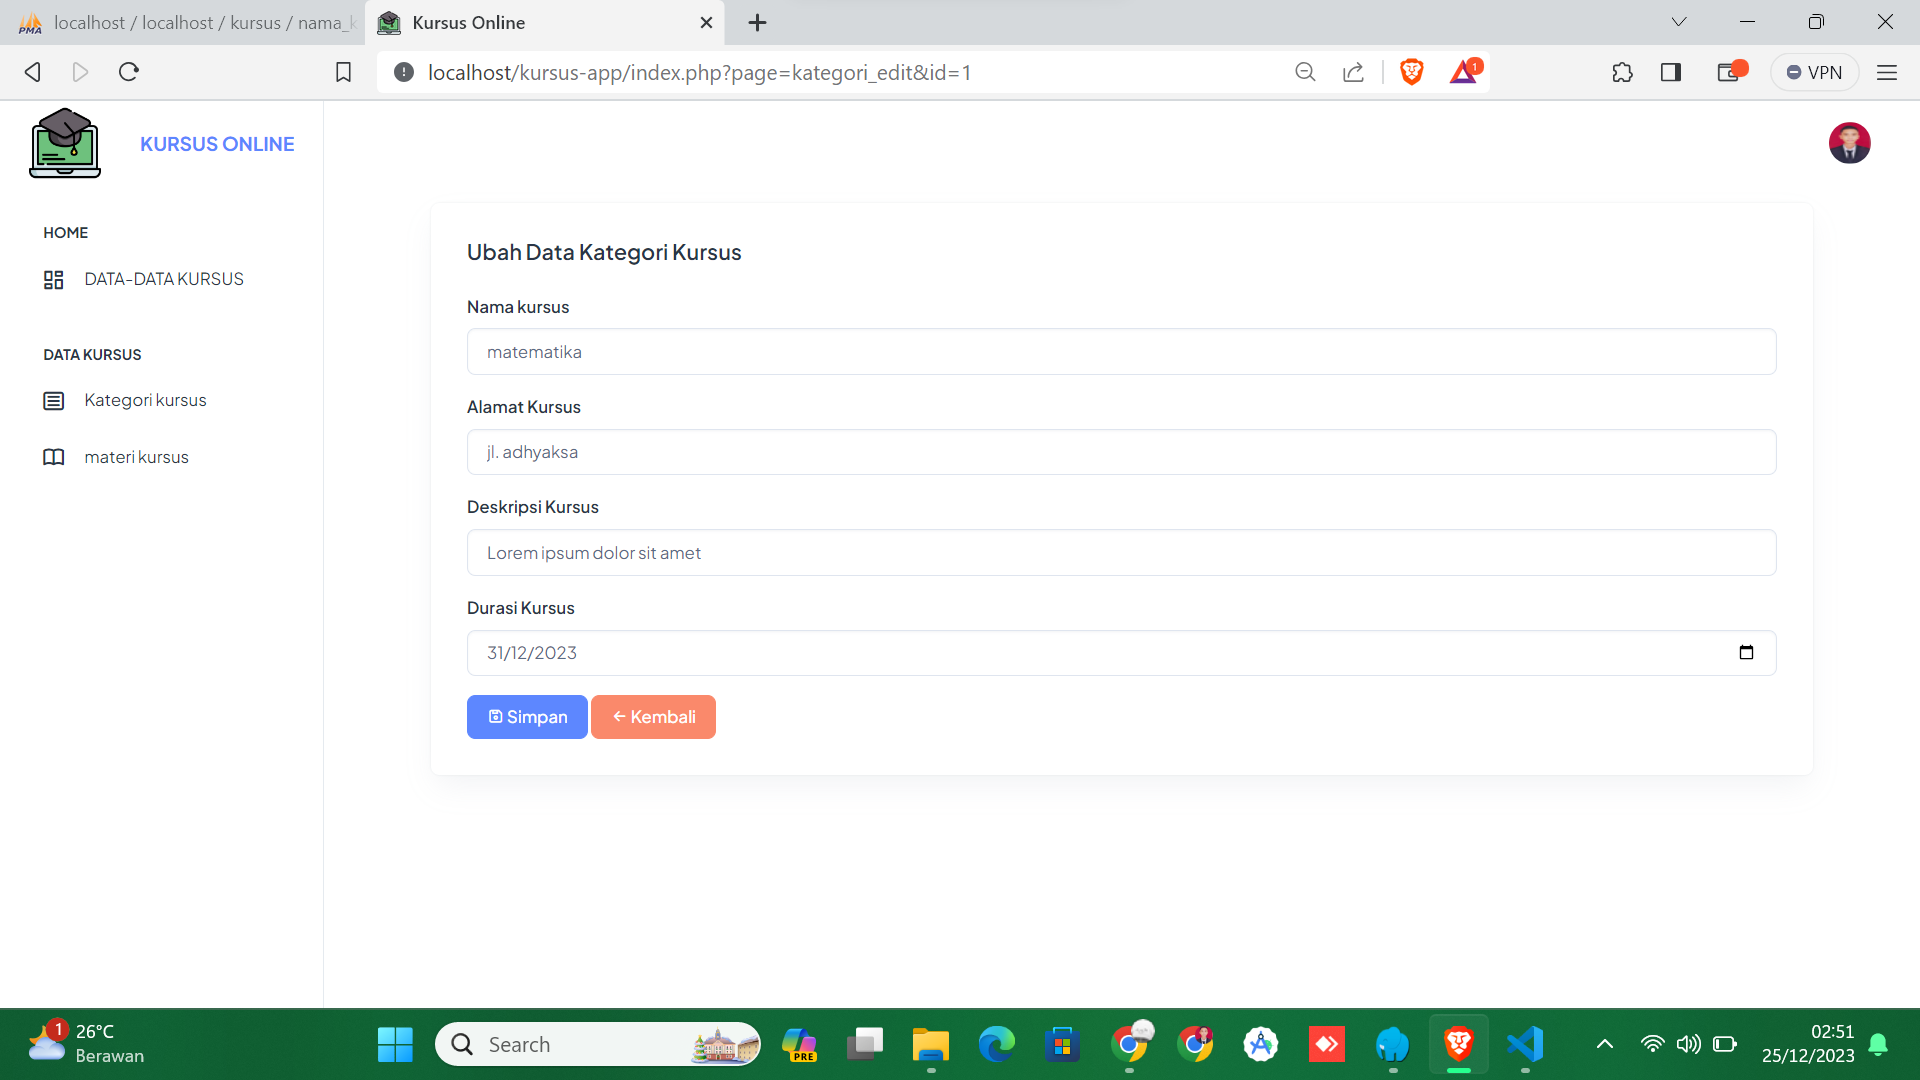 PMA
localhost / localhost / kursus / nama_k
Kursus Online
localhost/kursus-app/index.php?page=kategori_edit&id=1
1
VPN
KURSUS ONLINE
HOME
DATA-DATA KURSUS
DATA KURSUS
Kategori kursus
materi kursus
Ubah Data Kategori Kursus
Nama kursus
matematika
Alamat Kursus
jl. adhyaksa
Deskripsi Kursus
Lorem ipsum dolor sit amet
Durasi Kursus
31/12/2023
Simpan
Kembali
1
26°C
Berawan
Search
PRE
02:51
25/12/2023